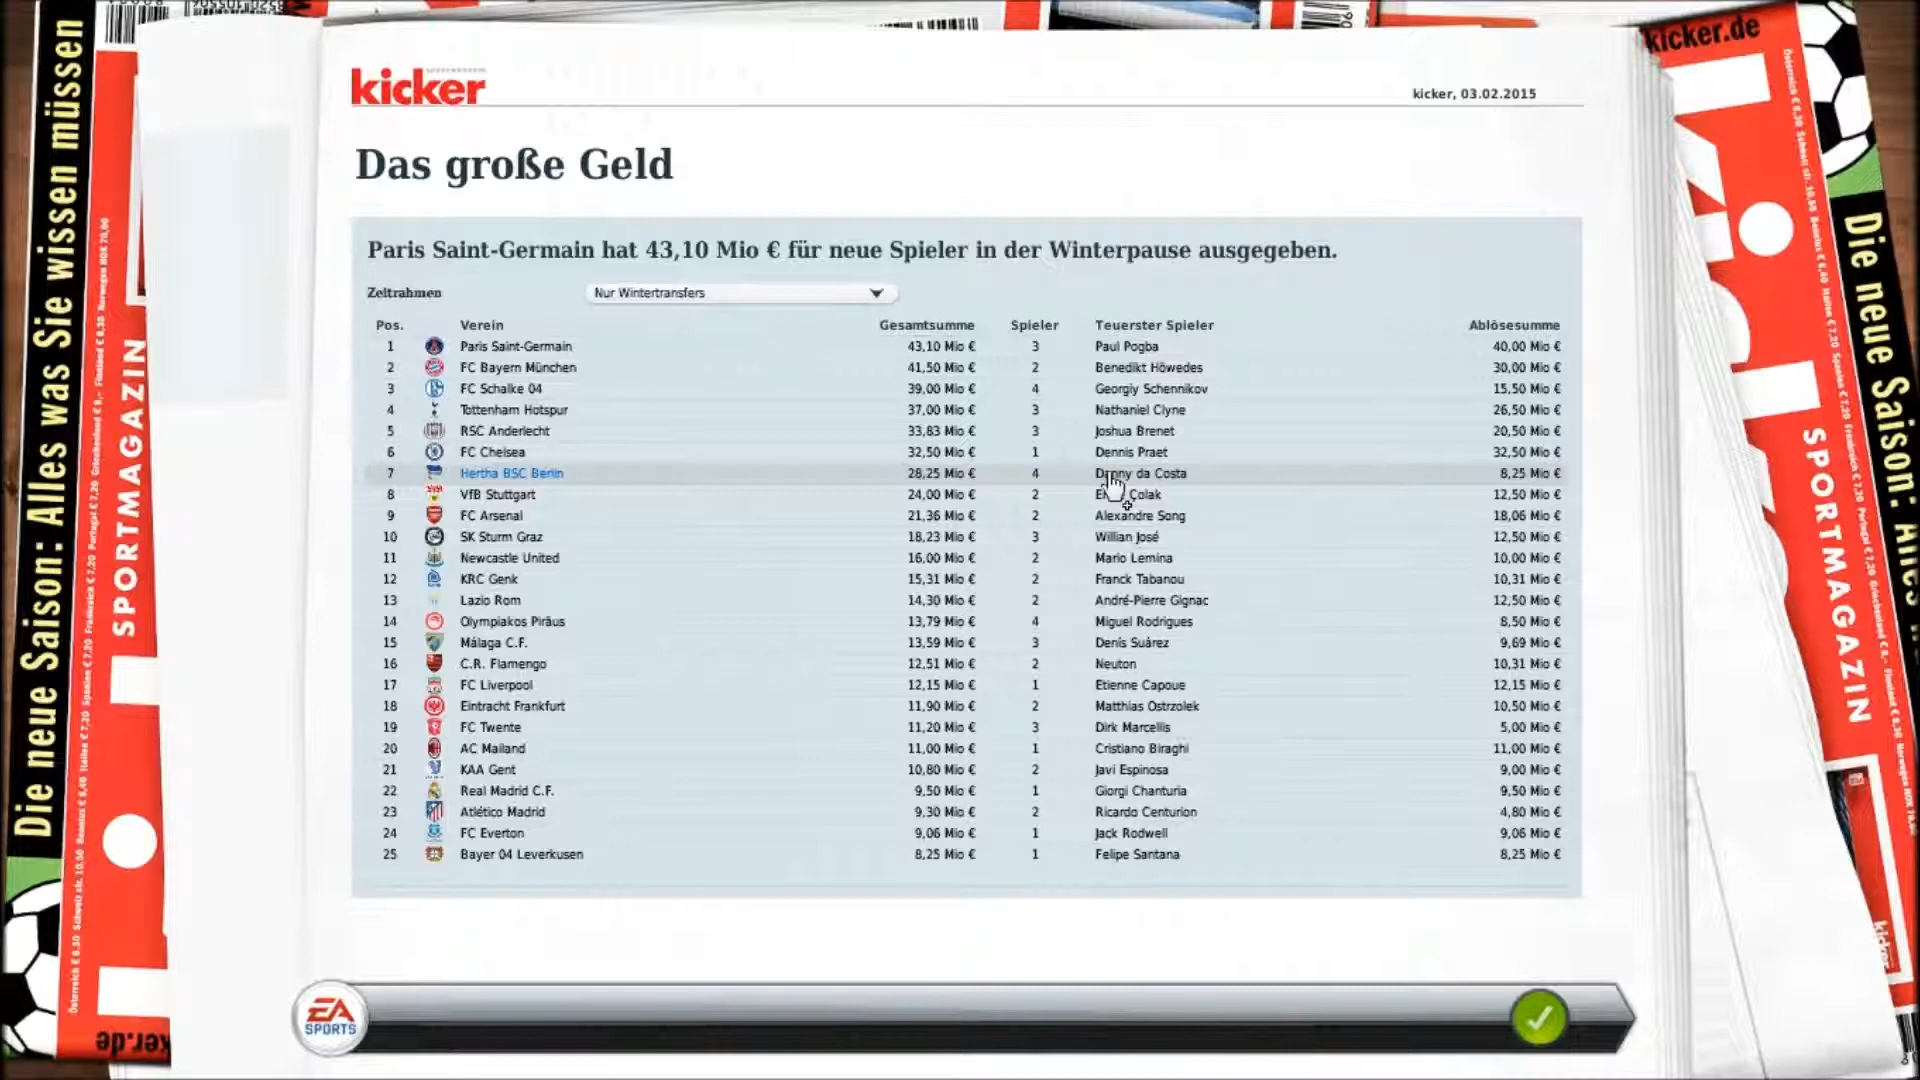 kicker
kicker, 03.02.2015
Das große Geld
Paris Saint-Germain hat 43,10 Mio € für neue Spieler in der Winterpause ausgegeben.
Zeitrahmen Nur Wintertransfers
Pos. Verein Gesamtsumme Spieler Teuerster Spieler Ablösesumme
1 Paris Saint-Germain 43,10 Mio € 3 Paul Pogba 40,00 Mio €
2 FC Bayern München 41,50 Mio € 2 Benedikt Höwedes 30,00 Mio €
3 FC Schalke 04 39,00 Mio € 4 Georgiy Schennikov 15,50 Mio €
4 Tottenham Hotspur 37,00 Mio € 3 Nathaniel Clyne 26,50 Mio €
5 RSC Anderlecht 33,83 Mio € 3 Joshua Brenet 20,50 Mio €
6 FC Chelsea 32,50 Mio € 1 Dennis Praet 32,50 Mio €
7 Hertha BSC Berlin 28,25 Mio € 4 Danny da Costa 8,25 Mio €
8 VfB Stuttgart 24,00 Mio € 2 Colak 12,50 Mio €
9 FC Arsenal 21,36 Mio € 2 Alexandre Song 18,06 Mio €
10 SK Sturm Graz 18,23 Mio € 3 Willian José 12,50 Mio €
11 Newcastle United 16,00 Mio € 2 Mario Lemina 10,00 Mio €
12 KRC Genk 15,31 Mio € 2 Franck Tabanou 10,31 Mio €
13 Lazio Rom 14,30 Mio € 2 André-Pierre Gignac 12,50 Mio €
14 Olympiakos Piräus 13,79 Mio € 4 Miguel Rodrigues 8,50 Mio €
15 Málaga C.F. 13,59 Mio € 3 Denis Suárez 9,69 Mio €
16 C.R. Flamengo 12,51 Mio € 2 Neuton 10,31 Mio €
17 FC Liverpool 12,15 Mio € 1 Etienne Capoue 12,15 Mio €
18 Eintracht Frankfurt 11,90 Mio € 2 Matthias Ostrzolek 10,50 Mio €
19 FC Twente 11,20 Mio € 3 Dirk Marcellis 5,00 Mio €
20 AC Mailand 11,00 Mio € 1 Cristiano Biraghi 11,00 Mio €
21 KAA Gent 10,80 Mio € 2 Javi Espinosa 9,00 Mio €
22 Real Madrid C.F. 9,50 Mio € 1 Giorgi Chanturia 9,50 Mio €
23 Atlético Madrid 9,30 Mio € 2 Ricardo Centurion 4,80 Mio €
24 FC Everton 9,06 Mio € 1 Jack Rodwell 9,06 Mio €
25 Bayer 04 Leverkusen 8,25 Mio € 1 Felipe Santana 8,25 Mio €
EA
SPORTS
Die neue Saison: Alles was Sie wissen müssen
SPORTMAGAZIN
kicker.de
Die neue Saison: Alles
SPORTMAGAZIN
kicker